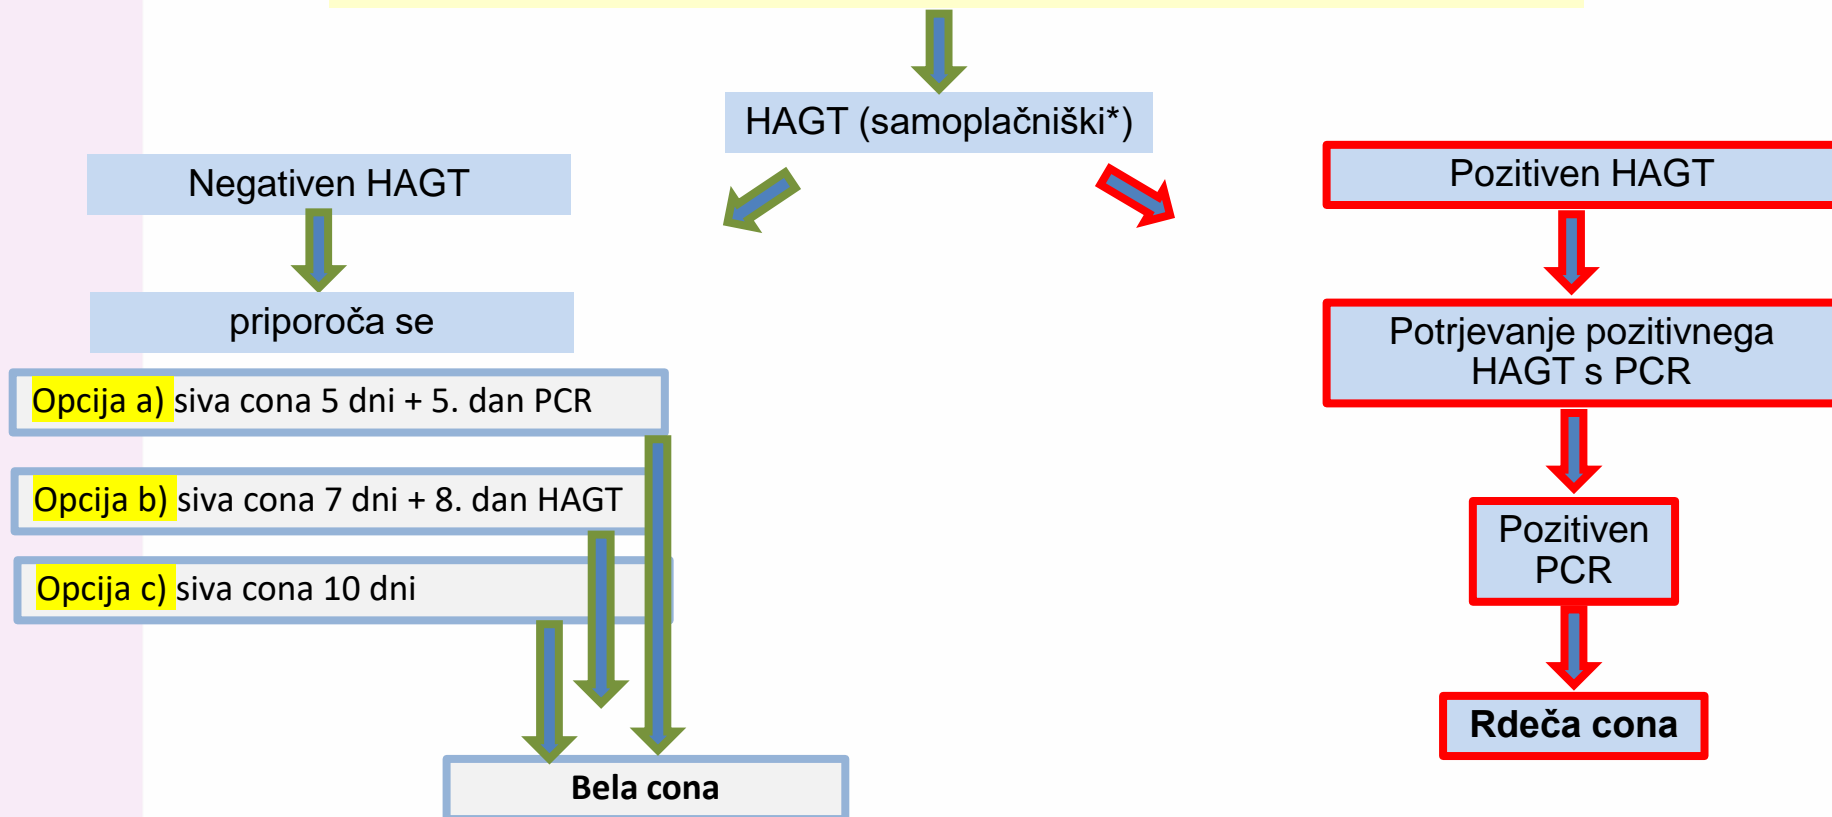 HAGT (samoplačniški*)
Negativen HAGT
priporoča se
Opcija a) siva cona 5 dni + 5. dan PCR
Opcija b) siva cona 7 dni + 8. dan HAGT
Opcija c) siva cona 10 dni
Bela cona
Pozitiven HAGT
Potrjevanje pozitivnega
HAGT s PCR
Pozitiven
PCR
Rdeča cona